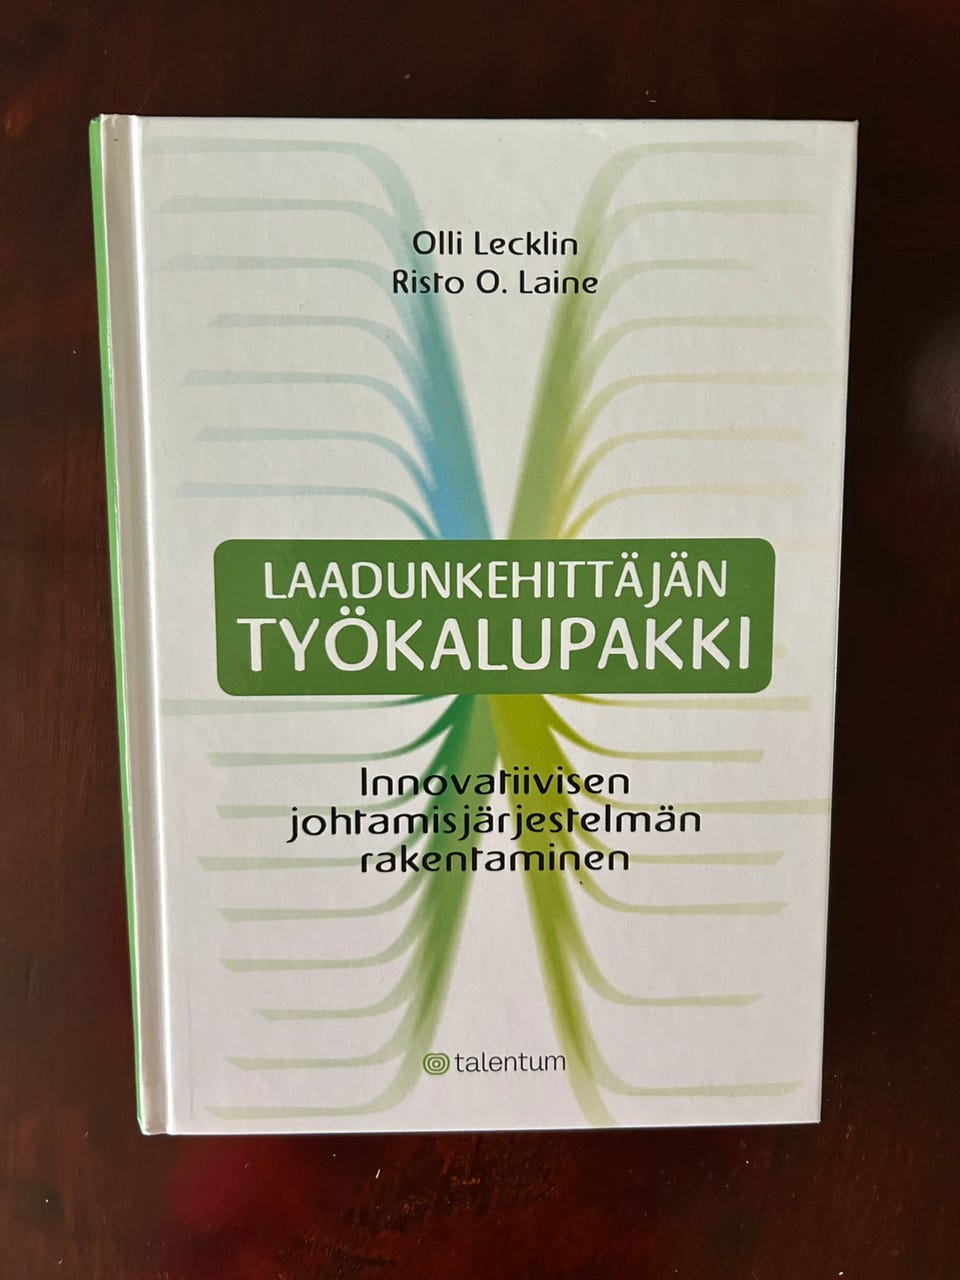 Olli Lecklin
Risto O. Laine
LAADUNKEHITTÄJÄN
TYÖKALUPAKKI
Innovatiivisen
johtamisjärjestelmän
rakentaminen
talentum